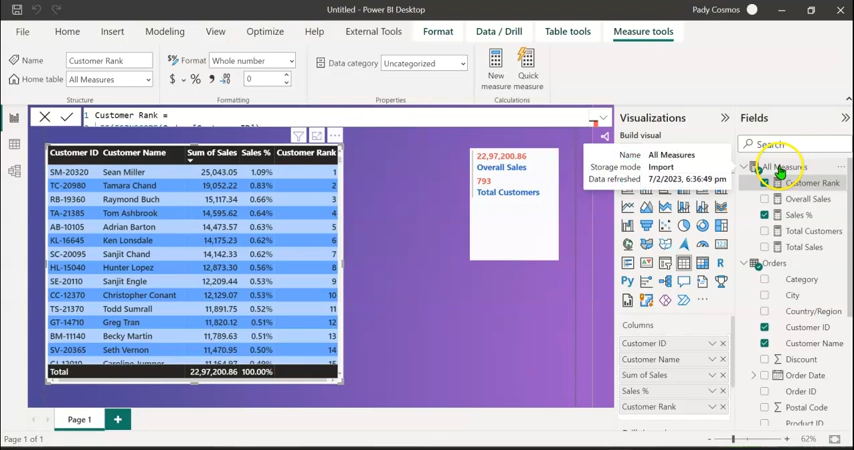 Untitled - Power BI Desktop
Pady Cosmos
File Home Insert Modeling View Optimize Help External Tools Format Data / Drill Table tools Measure tools
Name Customer Rank
Home table All Measures
Structure
Format Whole number
$ % 0
Formatting
Data category Uncategorized
Properties
New measure
Quick measure
Calculations
1 Customer Rank =
Customer ID Customer Name Sum of Sales Sales % Customer Rank
SM-20320 Sean Miller 25,043.05 1.09% 1
TC-20980 Tamara Chand 19,052.22 0.83% 2
RB-19360 Raymond Buch 15,117.34 0.66% 3
TA-21385 Tom Ashbrook 14,595.62 0.64% 4
AB-10105 Adrian Barton 14,473.57 0.63% 5
KL-16645 Ken Lonsdale 14,175.23 0.62% 6
SC-20095 Sanjit Chand 14,142.33 0.62% 7
HL-15040 Hunter Lopez 12,873.30 0.56% 8
SE-20110 Sanjit Engle 12,209.44 0.53% 9
CC-12370 Christopher Conant 12,129.07 0.53% 10
TS-21370 Todd Sumrall 11,891.75 0.52% 11
GT-14710 Greg Tran 11,820.12 0.51% 12
BM-11140 Becky Martin 11,789.63 0.51% 13
SV-20365 Seth Vernon 11,470.95 0.50% 14
Total 22,97,200.86 100.00%
22,97,200.86
Overall Sales
793
Total Customers
Visualizations
Build visual
Name All Measures
Storage mode Import
Data refreshed 7/2/2023, 6:36:49 pm
Py
R
Columns
Customer ID
Customer Name
Sum of Sales
Sales %
Customer Rank
Fields
Search
All Measures
Customer Rank
Overall Sales
Sales %
Total Customers
Total Sales
Orders
Category
City
Country/Region
Customer ID
Customer Name
Discount
Order Date
Order ID
Postal Code
Product ID
Page 1
Page 1 of 1
62%